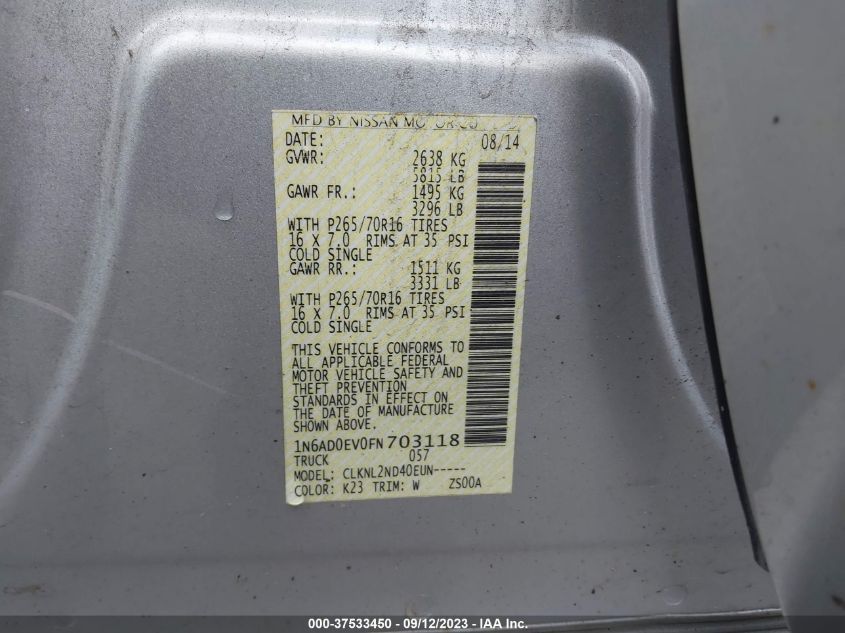 MFD BY NISSAN MOTOR CO
DATE: 08/14
GVWR: 2638 KG
5815 LB
GAWR FR.: 1495 KG
3296 LB
WITH P265/70R16 TIRES
16 X 7.0 RIMS AT 35 PSI
COLD SINGLE
GAWR RR.: 1511 KG
3331 LB
WITH P265/70R16 TIRES
16 X 7.0 RIMS AT 35 PSI
COLD SINGLE
THIS VEHICLE CONFORMS TO
ALL APPLICABLE FEDERAL
MOTOR VEHICLE SAFETY AND
THEFT PREVENTION
STANDARDS IN EFFECT ON
THE DATE OF MANUFACTURE
SHOWN ABOVE.
1N6AD0EV0FN703118
TRUCK 057
MODEL: CLKNL2ND40EUN-----
COLOR: K23 TRIM: W ZS00A
000-37533450 - 09/12/2023 - IAA, Inc.